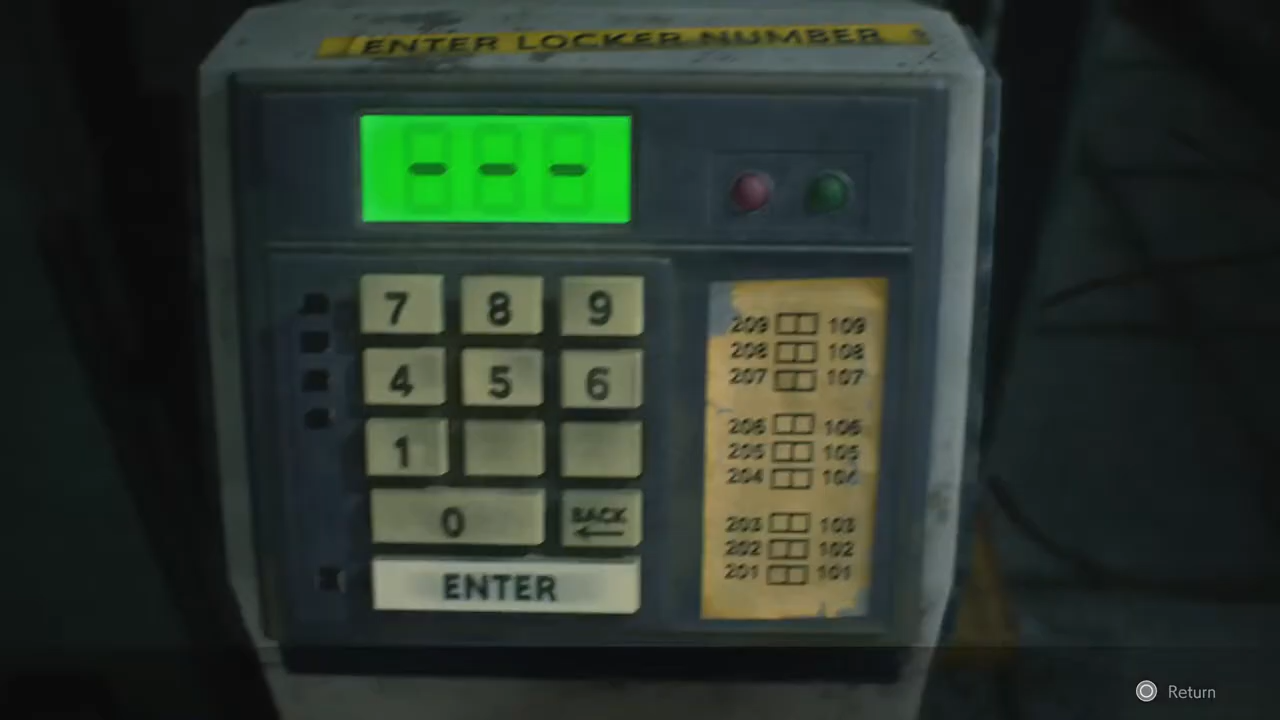 ENTER LOCKER NUMBER
- - -
7 8 9
4 5 6
1
0 BACK
ENTER
209 109
208 108
207 107
206 106
205 105
204 104
203 103
202 102
201 101
Return